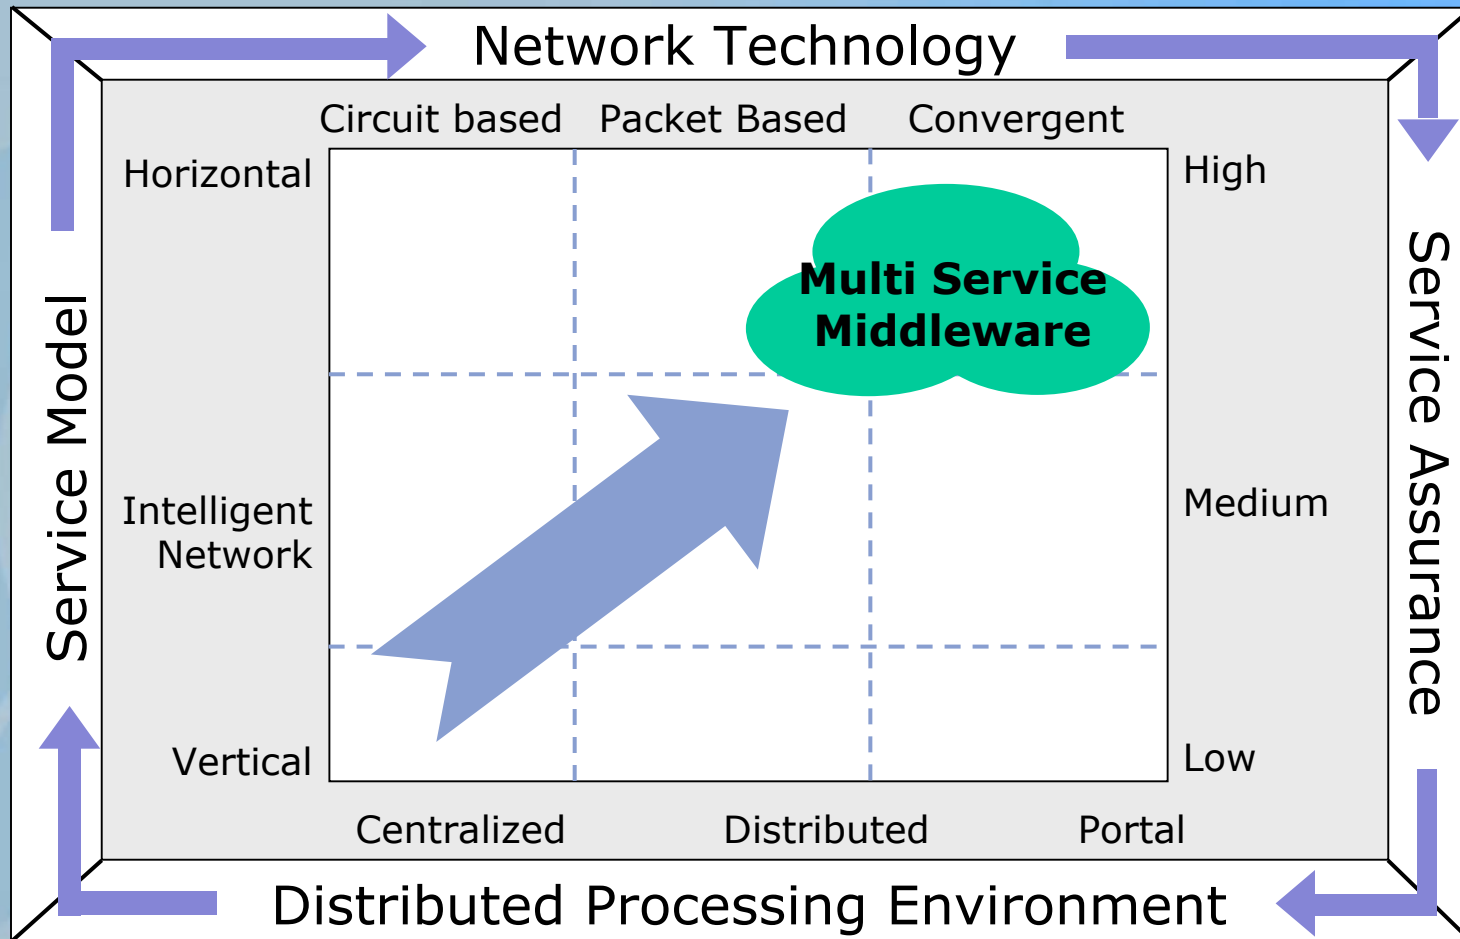 Network Technology
Circuit based
Packet Based
Convergent
Horizontal
High
Multi Service
Middleware
Service Model
Service Assurance
Intelligent
Network
Medium
Vertical
Low
Centralized
Distributed
Portal
Distributed Processing Environment